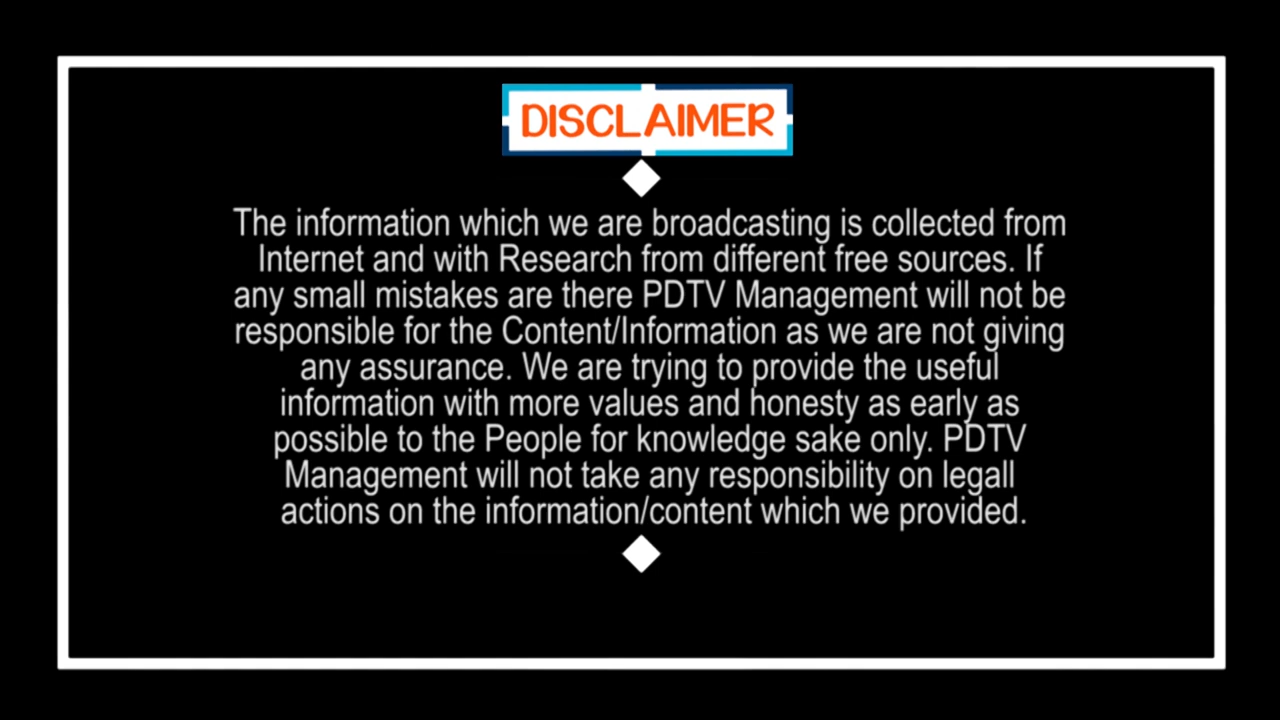 DISCLAIMER
The information which we are broadcasting is collected from
Internet and with Research from different free sources. If
any small mistakes are there PDTV Management will not be
responsible for the Content/Information as we are not giving
any assurance. We are trying to provide the useful
information with more values and honesty as early as
possible to the People for knowledge sake only. PDTV
Management will not take any responsibility on legall
actions on the information/content which we provided.